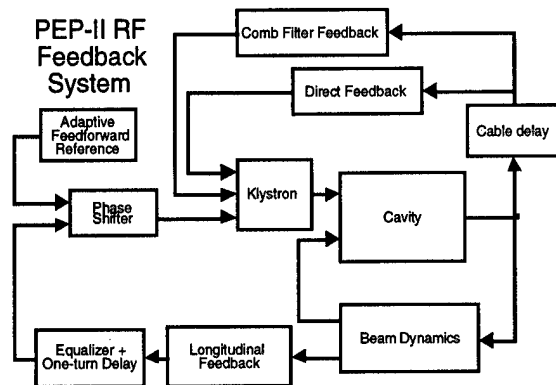 PEP-II RF
Feedback
System
Comb Filter Feedback
Direct Feedback
Adaptive
Feedforward
Reference
Cable delay
Phase
Shifter
Klystron
Cavity
Equalizer +
One-turn Delay
Longitudinal
Feedback
Beam Dynamics